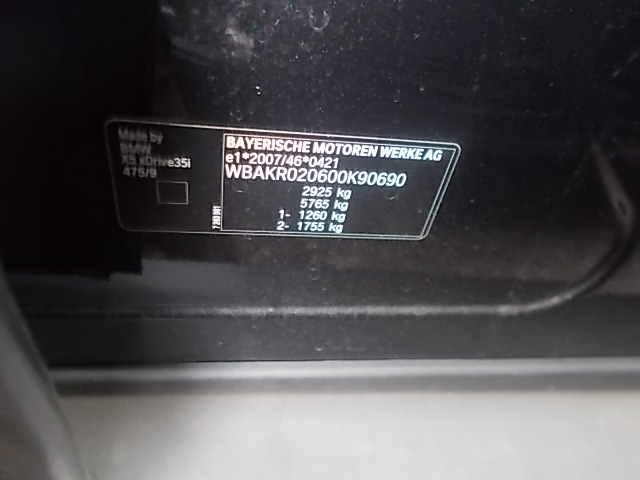 Made by
BMW
X5 xDrive35i
475/9
BAYERISCHE MOTOREN WERKE AG
e1*2007/46*0421
WBAKR020600K90690
2925 kg
5765 kg
1- 1260 kg
2- 1755 kg